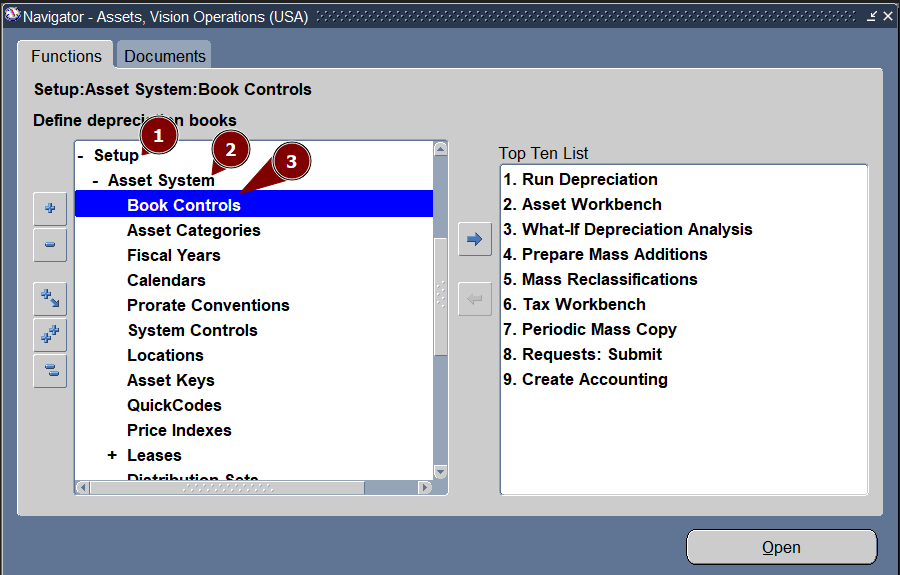 Navigator - Assets, Vision Operations (USA)
Functions
Documents
Setup:Asset System:Book Controls
Define depreciation books
1
2
3
- Setup
- Asset System
Book Controls
Asset Categories
Fiscal Years
Calendars
Prorate Conventions
System Controls
Locations
Asset Keys
QuickCodes
Price Indexes
+ Leases
Distribution Sets
Top Ten List
1. Run Depreciation
2. Asset Workbench
3. What-If Depreciation Analysis
4. Prepare Mass Additions
5. Mass Reclassifications
6. Tax Workbench
7. Periodic Mass Copy
8. Requests: Submit
9. Create Accounting
Open